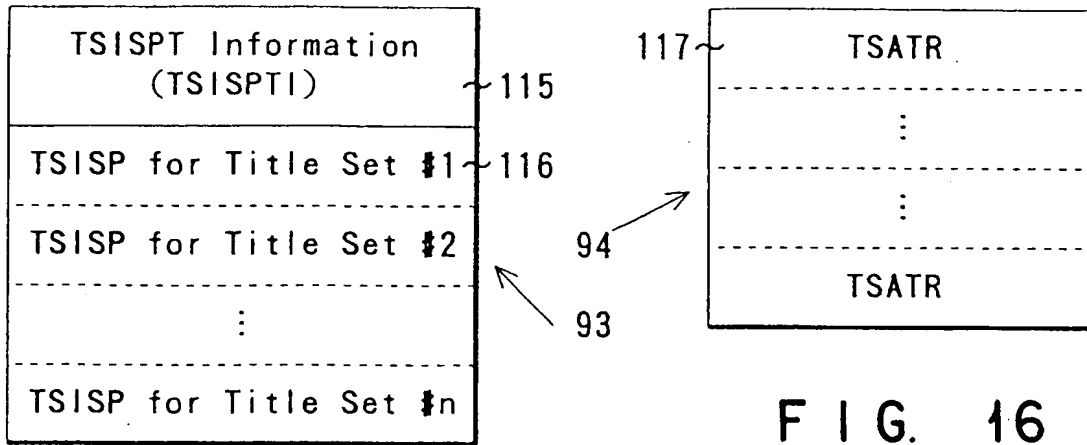 TSISPT Information
(TSISPTI)
115
TSISP for Title Set #1
116
TSISP for Title Set #2
⋮
93
TSISP for Title Set #n
117
TSATR
⋮
⋮
94
TSATR
FIG. 16